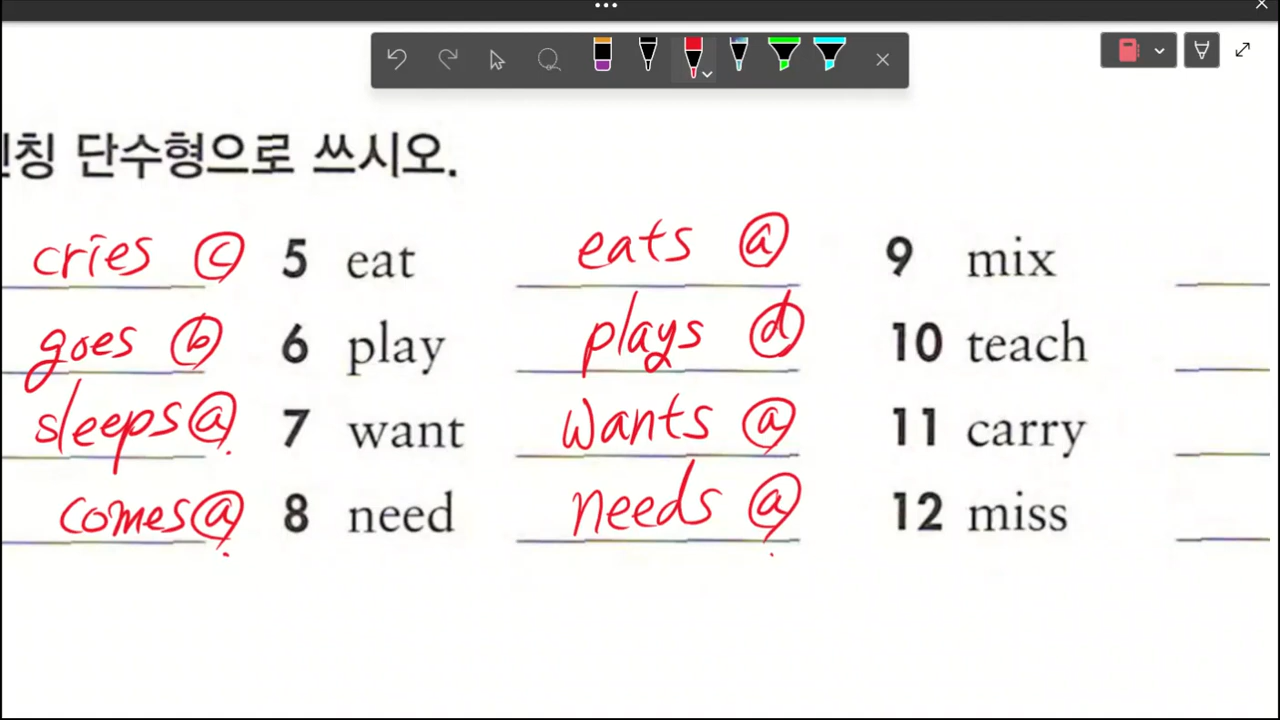 칭 단수형으로 쓰시오.
cries ⓒ 5 eat eats ⓐ 9 mix
goes ⓑ 6 play plays ⓓ 10 teach
sleeps ⓐ 7 want wants ⓐ 11 carry
comes ⓐ 8 need needs ⓐ 12 miss